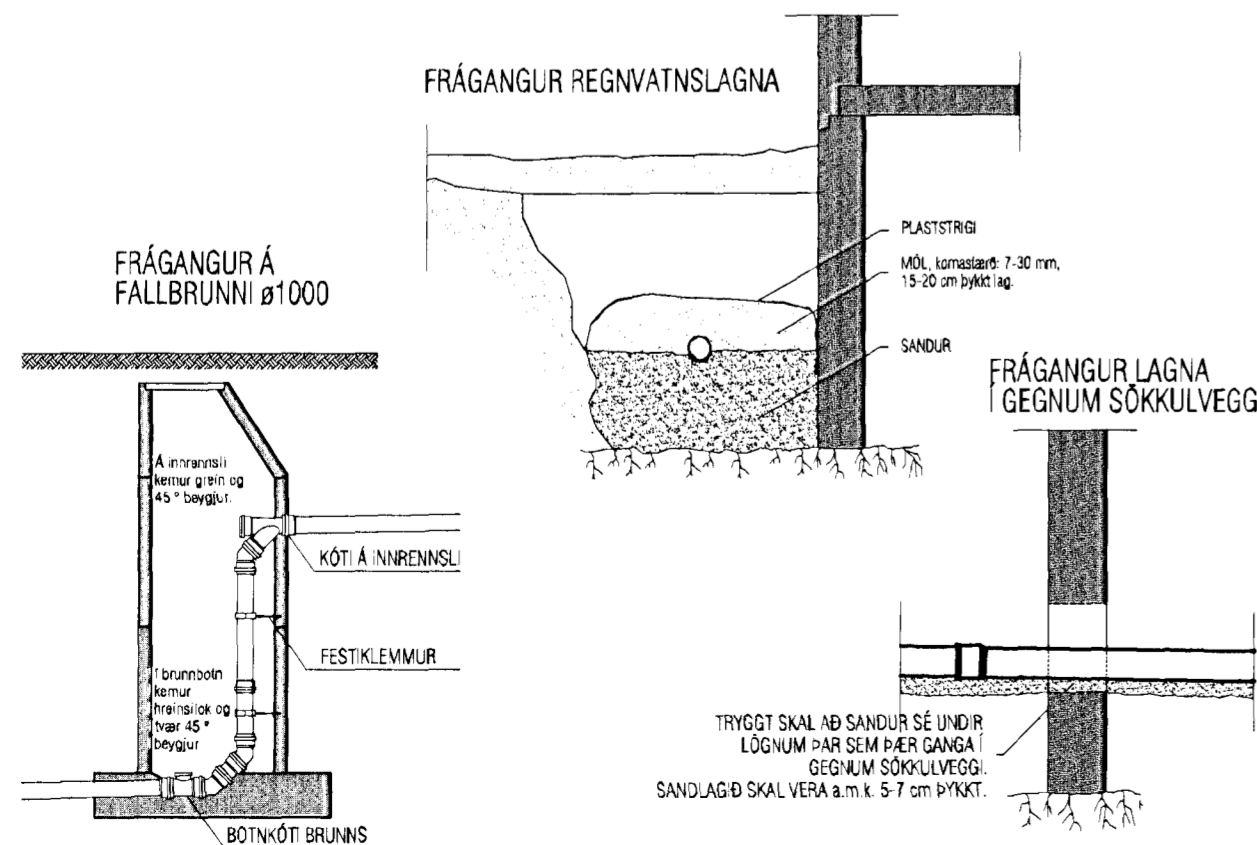 FRÁGANGUR REGNVATNSLAGNA
PLASTSTRIGI
MÖL, kornastærð: 7-30 mm,
15-20 cm þykkt lag.
SANDUR
FRÁGANGUR Á
FALLBRUNNI ø1000
Á innrennsli
kemur grein og
45 ° beygjur.
KÓTI Á INNRENNSLI
FESTIKLEMMUR
Í brunnbotn
kemur
hreinsilok og
tvær 45 °
beygjur
BOTNKÓTI BRUNNS
FRÁGANGUR LAGNA
Í GEGNUM SÖKKULVEGG
TRYGGT SKAL AÐ SANDUR SÉ UNDIR
LÖGNUM ÞAR SEM ÞÆR GANGA Í
GEGNUM SÖKKULVEGGI.
SANDLAGIÐ SKAL VERA a.m.k. 5-7 cm ÞYKKT.